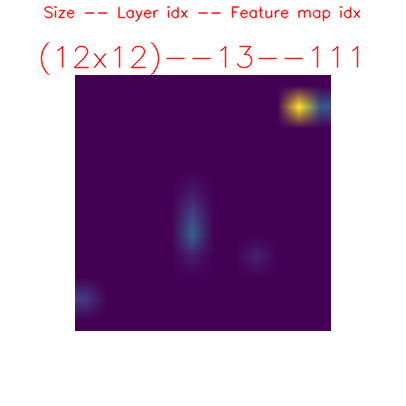 Size -- Layer idx -- Feature map idx
(12x12)--13--111